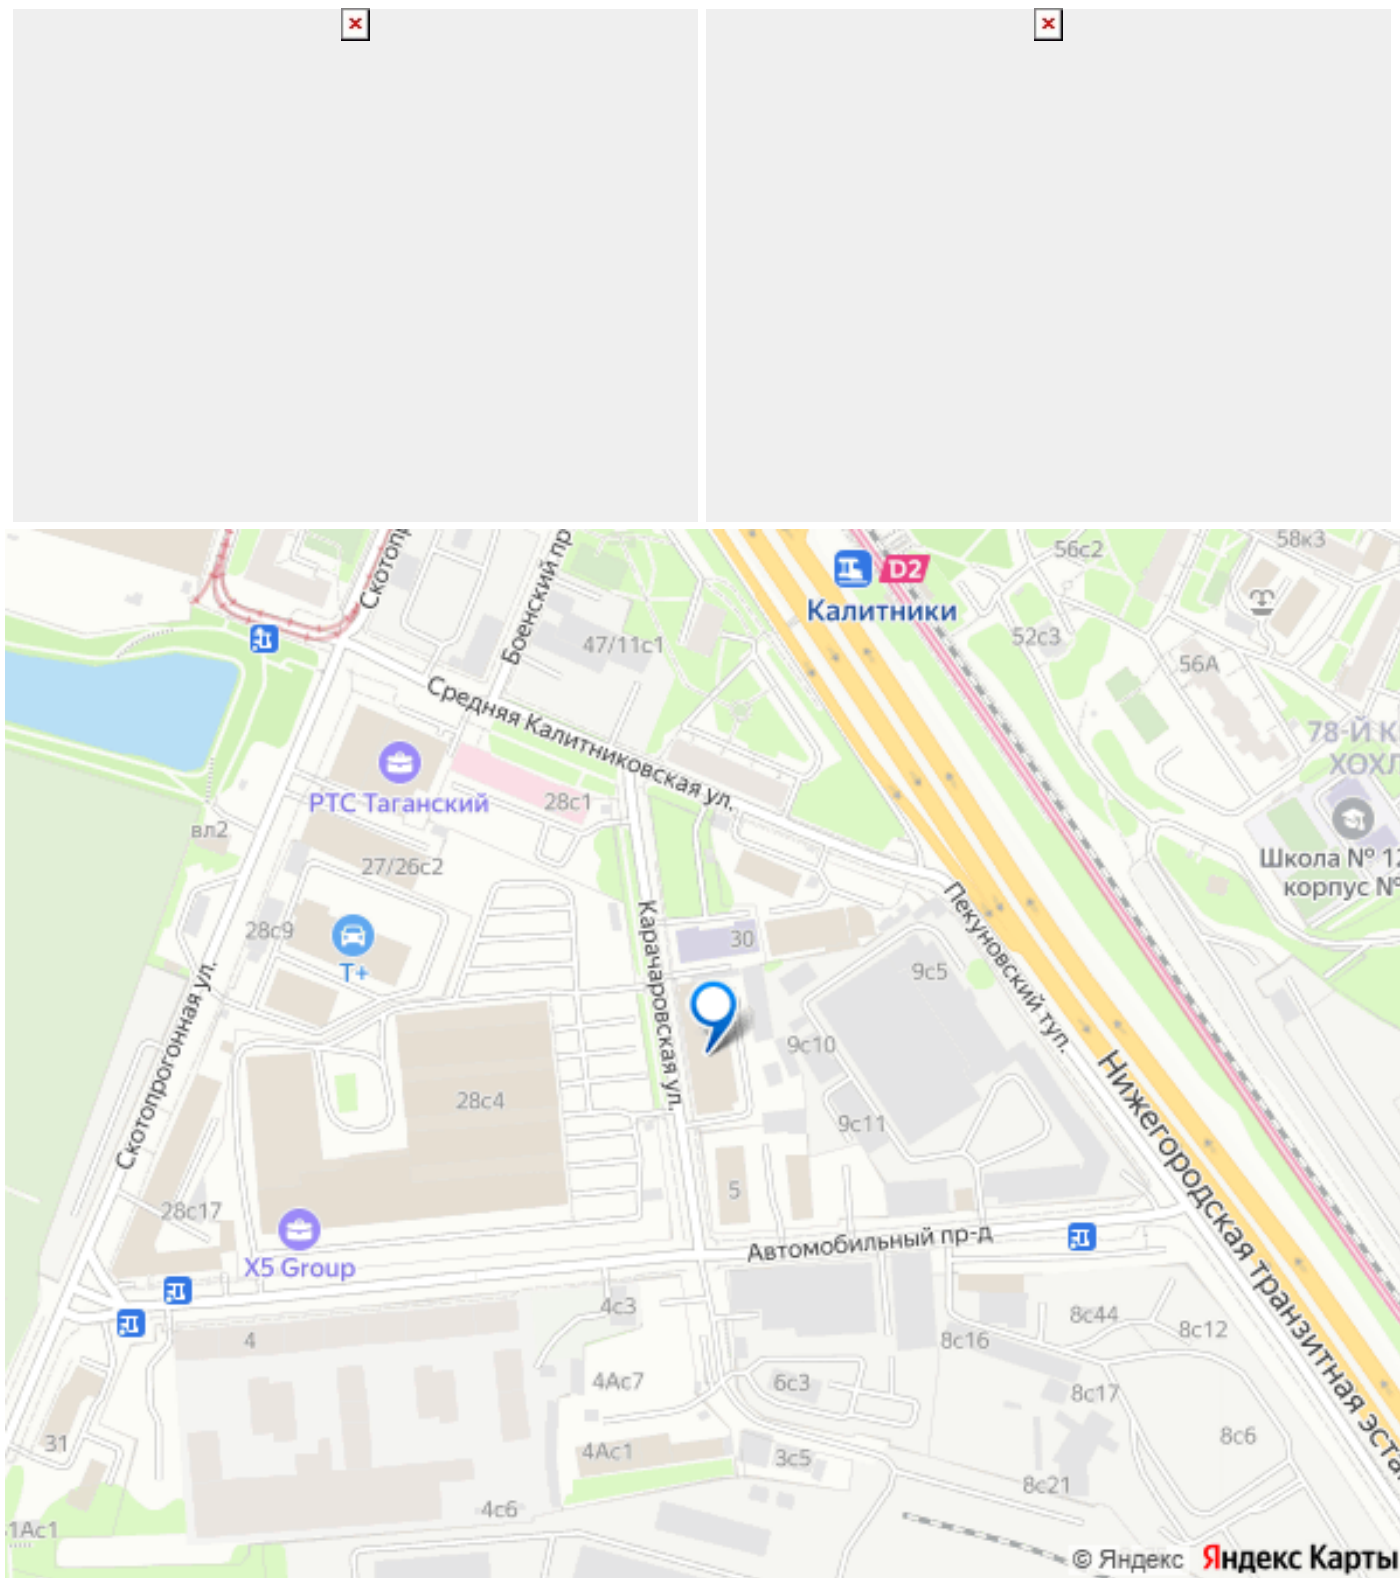 Скотопр
Боенский пр
D2
Калитники
56с2
58к3
52с3
56А
47/11с1
78-Й К
ХОХЛ
Средняя Калитниковская ул.
РТС Таганский
28с1
вл2
27/26с2
Школа № 12
корпус №
28с9
Т+
Карачаровская ул.
30
Пекуновский туп.
9с5
9с10
9с11
Скотопрогонная ул.
28с4
Нижегородская транзитная эста
5
28с17
X5 Group
Автомобильный пр-д
4
4с3
8с44
8с12
8с16
4Ас7
6с3
8с17
31
4Ас1
3с5
8с6
8с21
4с6
1Ас1
© Яндекс Яндекс Карты